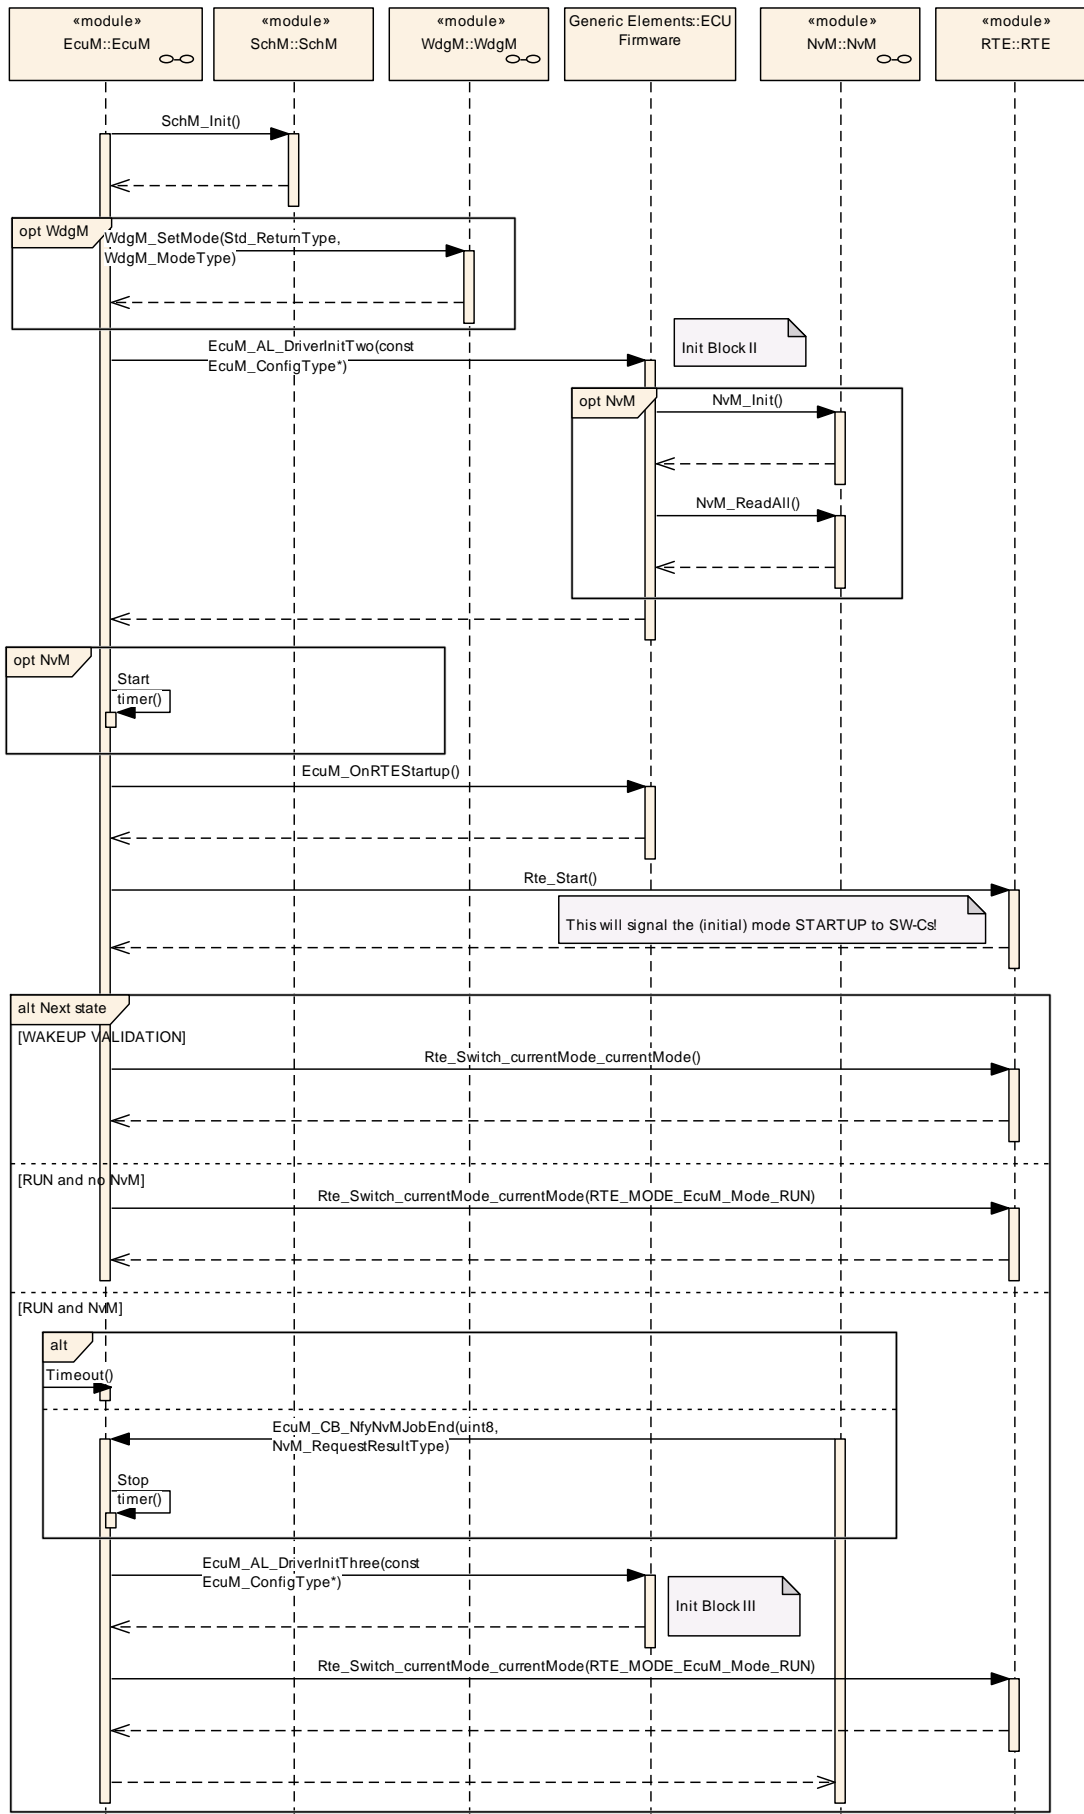 «module»
EcuM::EcuM
«module»
SchM::SchM
«module»
WdgM::WdgM
Generic Elements::ECU
Firmware
«module»
NvM::NvM
«module»
RTE::RTE
SchM_Init()
opt WdgM
WdgM_SetMode(Std_ReturnType,
WdgM_ModeType)
EcuM_AL_DriverInitTwo(const
EcuM_ConfigType*)
Init Block II
opt NvM
NvM_Init()
NvM_ReadAll()
opt NvM
Start
timer()
EcuM_OnRTEStartup()
Rte_Start()
This will signal the (initial) mode STARTUP to SW-Cs!
alt Next state
[WAKEUP VALIDATION]
Rte_Switch_currentMode_currentMode()
[RUN and no NvM]
Rte_Switch_currentMode_currentMode(RTE_MODE_EcuM_Mode_RUN)
[RUN and NvM]
alt
Timeout()
EcuM_CB_NfyNvMJobEnd(uint8,
NvM_RequestResultType)
Stop
timer()
EcuM_AL_DriverInitThree(const
EcuM_ConfigType*)
Init Block III
Rte_Switch_currentMode_currentMode(RTE_MODE_EcuM_Mode_RUN)